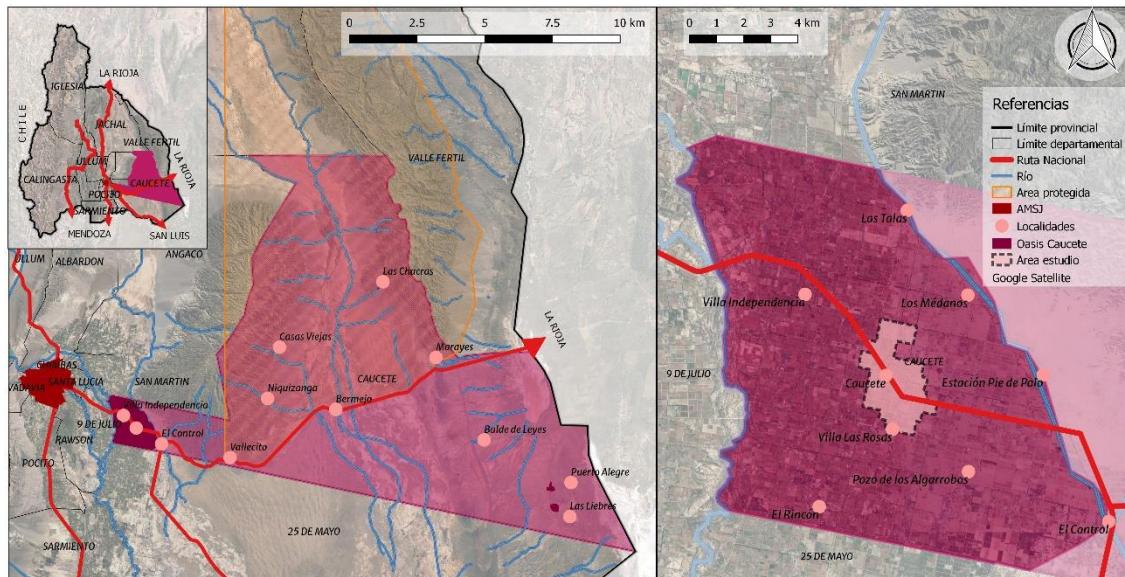 CHILE
IGLESIA
LA RIOJA
JACHAL
VALLE FERTIL
ULLUM
LA RIOJA
CALINGASTA
CAUCETE
POCITO
SARMIENTO
MENDOZA
SAN LUIS
0 2.5 5 7.5 10 km
VALLE FERTIL
ULLUM
ALBARDON
ANGACO
Las Chacras
Casas Viejas
Marayes
LA RIOJA
CHIMBAS
SANTA LUCIA
SAN MARTIN
CAUCETE
Niquizanga
Bermejo
Villa Independencia
9 DE JULIO
El Control
RAWSON
Vallecito
Balde de Leyes
POCITO
Puerto Alegre
Las Liebres
25 DE MAYO
SARMIENTO
0 1 2 3 4 km
SAN MARTIN
Referencias
Límite provincial
Límite departamental
Ruta Nacional
Río
Area protegida
AMSJ
Localidades
Oasis Caucete
Area estudio
Google Satellite
Los Talas
Villa Independencia
Los Médanos
9 DE JULIO
CAUCETE
Caucete
Estación Pie de Palo
Villa Las Rosas
Pozo de los Algarrobos
El Rincón
El Control
25 DE MAYO